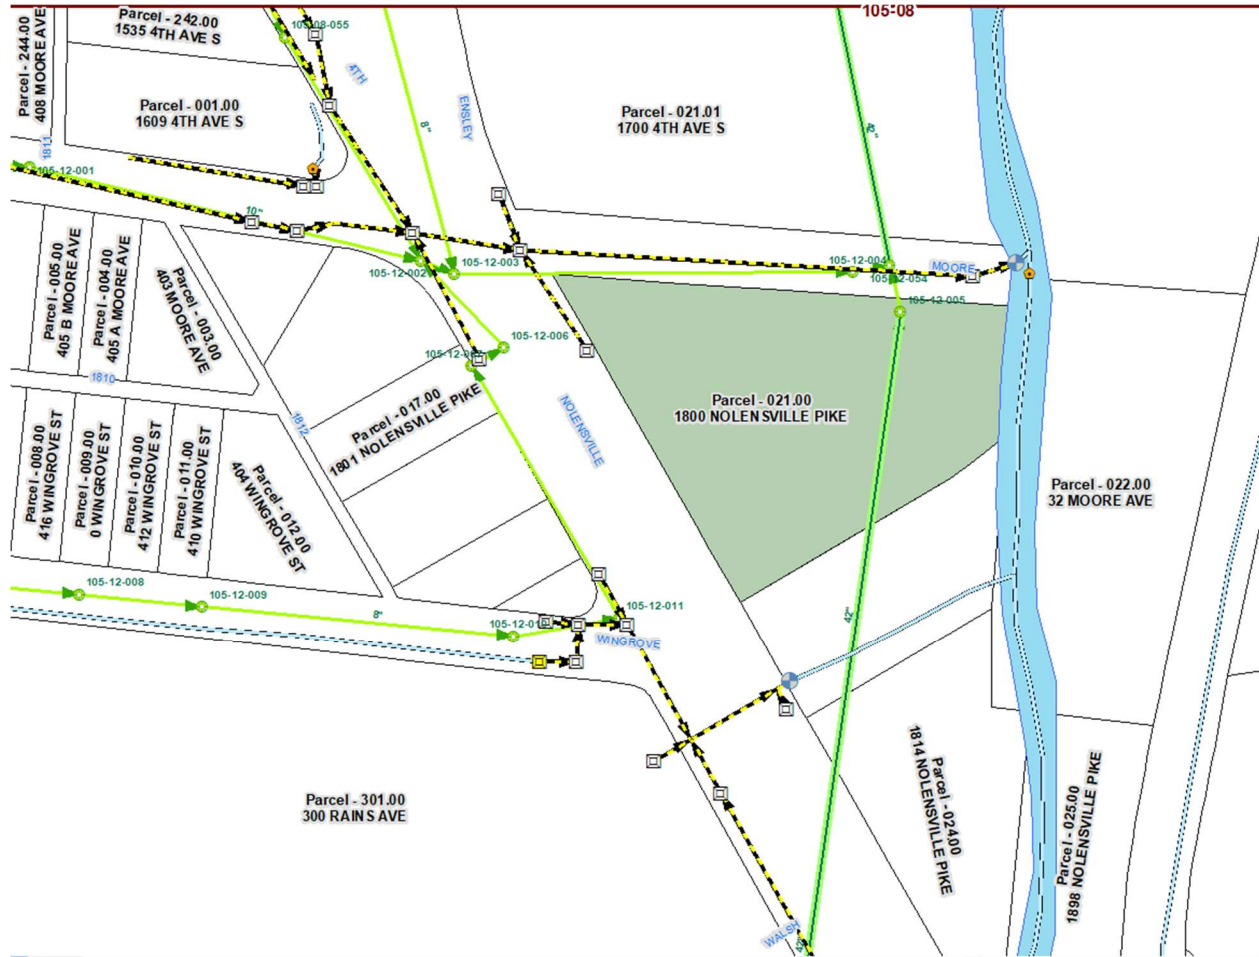 105-08
Parcel - 244.00
408 MOORE AVE
Parcel - 242.00
1535 4TH AVE S
105-08-055
4TH
ENSLEY
8"
Parcel - 001.00
1609 4TH AVE S
Parcel - 021.01
1700 4TH AVE S
1811
105-12-001
10"
105-12-002
105-12-003
105-12-004
105-12-054
MOORE
105-12-005
Parcel - 005.00
405 B MOORE AVE
Parcel - 004.00
405 A MOORE AVE
Parcel - 003.00
403 MOORE AVE
105-12-006
105-12-007
1810
1812
Parcel - 017.00
1801 NOLENSVILLE PIKE
NOLENSVILLE
Parcel - 021.00
1800 NOLENSVILLE PIKE
Parcel - 008.00
416 WINGROVE ST
Parcel - 009.00
0 WINGROVE ST
Parcel - 010.00
412 WINGROVE ST
Parcel - 011.00
410 WINGROVE ST
Parcel - 012.00
404 WINGROVE ST
Parcel - 022.00
32 MOORE AVE
105-12-008
105-12-009
8"
105-12-011
WINGROVE
42"
Parcel - 301.00
300 RAINS AVE
Parcel - 024.00
1814 NOLENSVILLE PIKE
Parcel - 025.00
1898 NOLENSVILLE PIKE
WALSH
42"